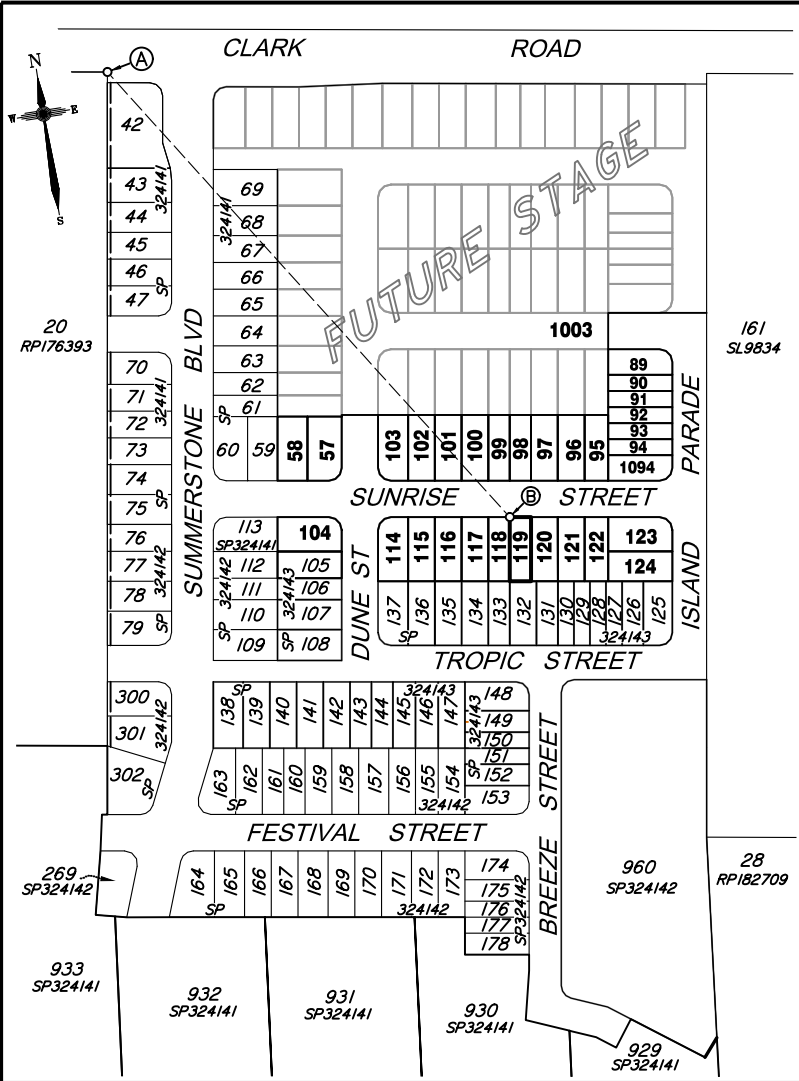 CLARK ROAD
A
N
W E
S
42
43
324141
44
45
46
SP
47
69
324141
68
67
66
65
64
63
62
61
SP
60 59 58 57
FUTURE STAGE
1003
20
RP176393
161
SL9834
SUMMERSTONE BLVD
70
71
324141
72
73
74
75
SP
76
77
324142
78
79
SP
89
90
91
92
93
94
1094
ISLAND PARADE
103 102 101 100 99 98 97 96 95
SUNRISE STREET
B
113
SP324141
104
112
105
324142
324143
111
106
110
107
SP
109
SP
108
DUNE ST
114 115 116 117 118 119 120 121 122 123
124
137 136 135 134 133 132 131 130 129 128 127 126 125
SP 324143
TROPIC STREET
300
301
324142
302
SP
SP 324143
138 139 140 141 142 143 144 145 146 147
148
149
324143
150
151
SP
152
153
163 162 161 160 159 158 157 156 155 154
SP 324142
FESTIVAL STREET
BREEZE STREET
269
SP324142
164 165 166 167 168 169 170 171 172 173
SP 324142
174
175
176
SP324142
177
178
960
SP324142
28
RP182709
933
SP324141
932
SP324141
931
SP324141
930
SP324141
929
SP324141